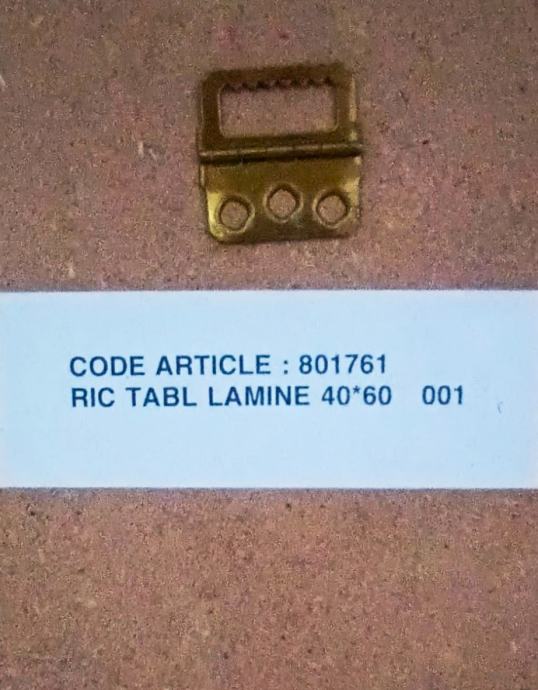 CODE ARTICLE : 801761
RIC TABL LAMINE 40*60 001